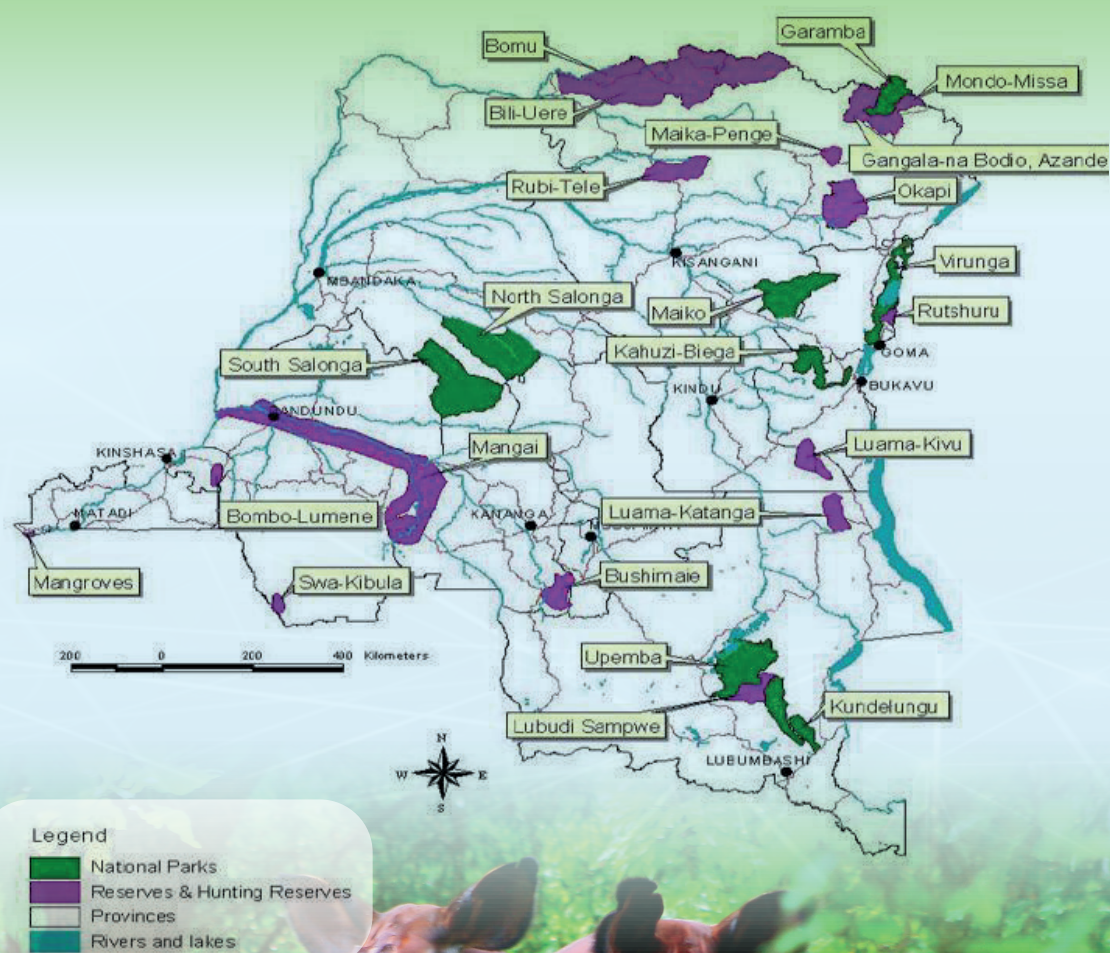 Garamba
Bomu
Mondo-Missa
Bili-Uere
Maika-Penge
Gangala-na Bodio, Azande
Rubi-Tele
Okapi
KISANGANI
Virunga
MBANDAKA
North Salonga
Maiko
Rutshuru
South Salonga
Kahuzi-Biega
GOMA
BUKAVU
KINDU
BANDUNDU
Mangai
Luama-Kivu
KINSHASA
Bombo-Lumene
KANANGA
Luama-Katanga
MATADI
Mangroves
Swa-Kibula
Bushimaie
200 0 200 400 Kilometers
Upemba
Kundelungu
Lubudi Sampwe
LUBUMBASHI
N
W E
S
Legend
National Parks
Reserves & Hunting Reserves
Provinces
Rivers and lakes